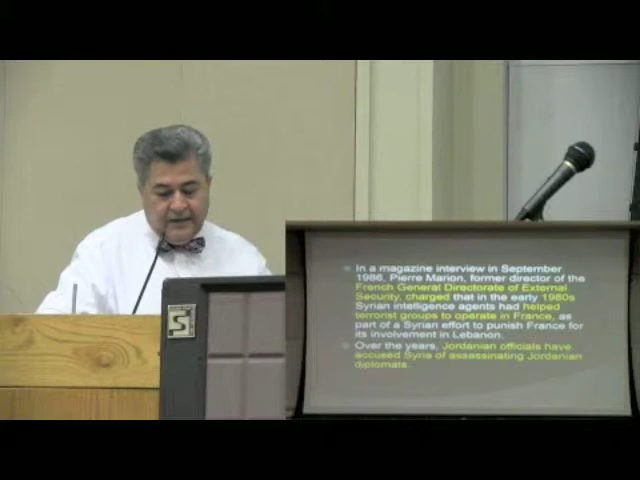 In a magazine interview in September
1986, Pierre Marion, former director of the
French General Directorate of External
Security, charged that in the early 1980s
Syrian intelligence agents had helped
terrorist groups to operate in France, as
part of a Syrian effort to punish France for
its involvement in Lebanon.
Over the years, Jordanian officials have
accused Syria of assassinating Jordanian
diplomats.
S